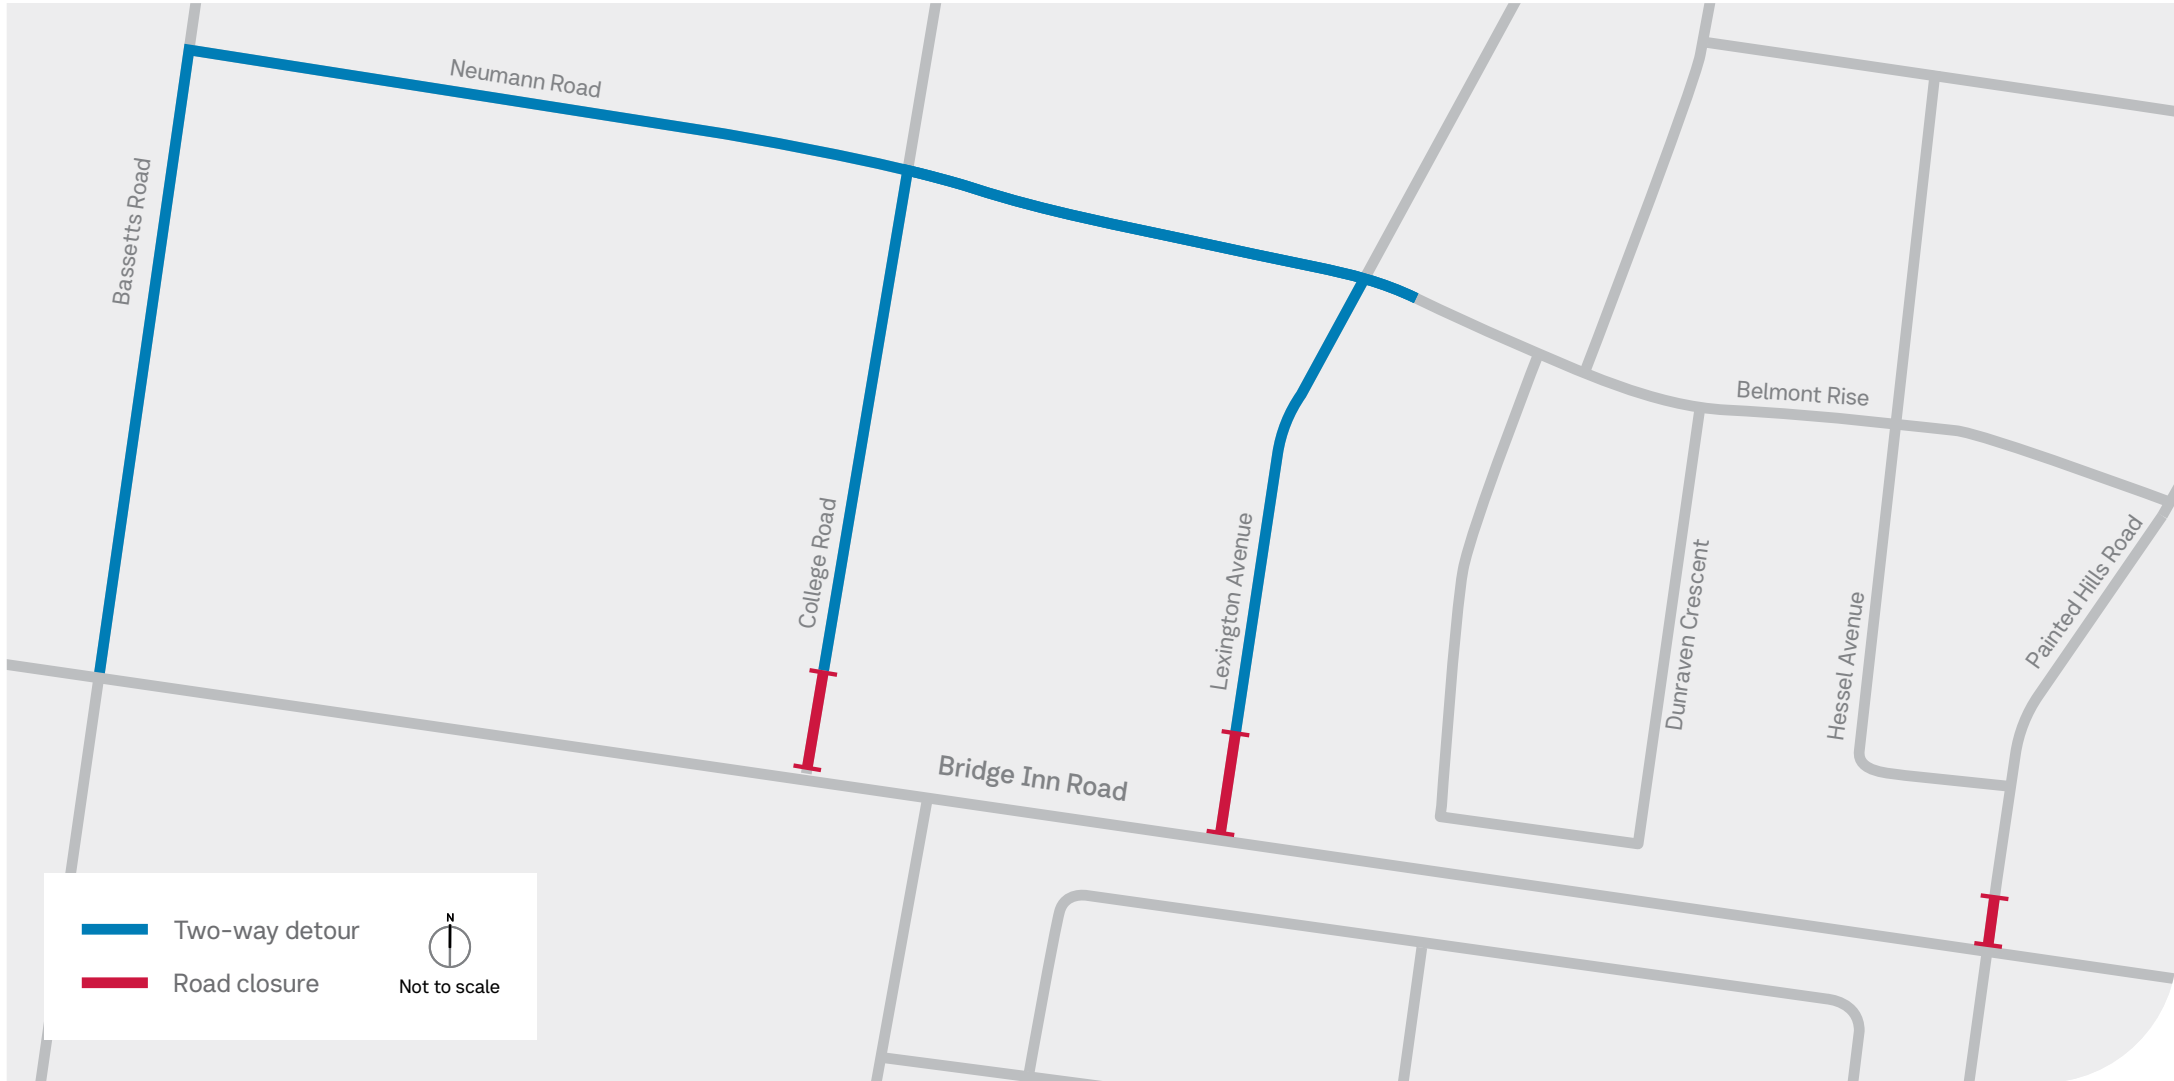 Neumann Road
Bassetts Road
Belmont Rise
College Road
Lexington Avenue
Dunraven Crescent
Hessel Avenue
Painted Hills Road
Bridge Inn Road
Two-way detour
Road closure
N
Not to scale